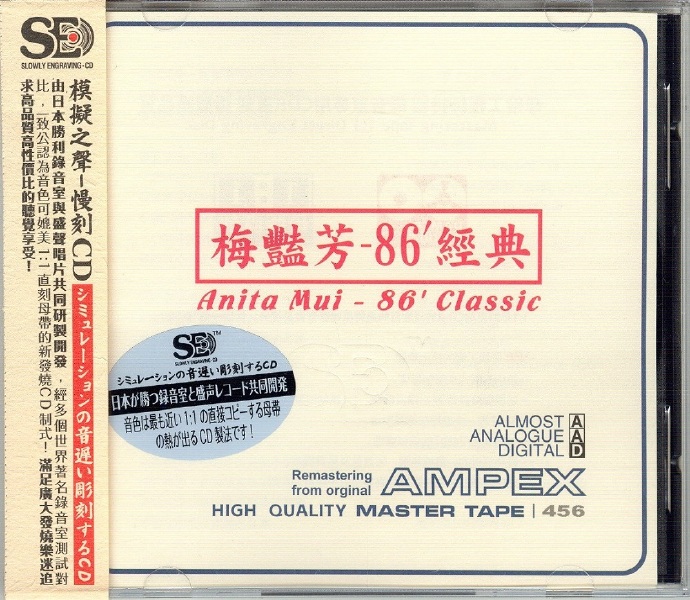 SED
SLOWLY ENGRAVING-CD
模擬之聲-慢刻CD
シミュレーションの音遅い彫刻するCD
由日本勝利錄音室與盛聲唱片共同研製開發，經多個世界著名錄音室測試對
比，一致公認為音色可媲美1:1直刻母帶的新發燒CD制式！滿足廣大發燒樂迷追
求高品質高性價比的聽覺享受！
梅豔芳-86'經典
Anita Mui - 86' Classic
SED™
SLOWLY ENGRAVING-CD
シミュレーションの音遅い彫刻するCD
日本が勝つ録音室と盛声レコード共同開発
音色は最も近い1:1の直接コピーする母帯
の熱が出るCD製法です!
ALMOST A
ANALOGUE A
DIGITAL D
Remastering
from orginal AMPEX
HIGH QUALITY MASTER TAPE | 456